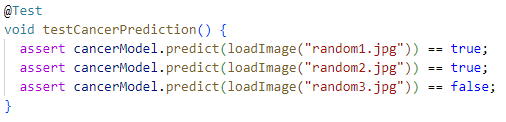 @Test
void testCancerPrediction() {
  assert cancerModel.predict(loadImage("random1.jpg")) == true;
  assert cancerModel.predict(loadImage("random2.jpg")) == true;
  assert cancerModel.predict(loadImage("random3.jpg")) == false;
}